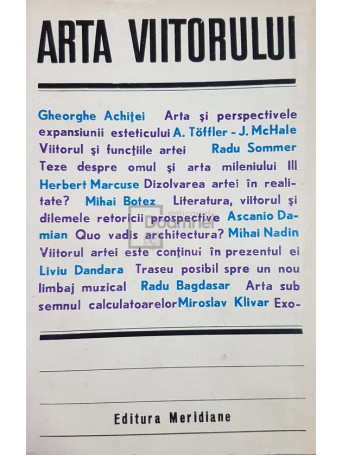 ARTA VIITORULUI
Gheorghe Achiței Arta și perspectivele
expansiunii esteticului A. Töffler - J. McHale
Viitorul și funcțiile artei Radu Sommer
Teze despre omul și arta mileniului III
Herbert Marcuse Dizolvarea artei în reali-
tate? Mihai Botez Literatura, viitorul și
dilemele retoricii prospective Ascanio Da-
mian Quo vadis architectura? Mihai Nadin
Viitorul artei este conținut în prezentul ei
Liviu Dandara Traseu posibil spre un nou
limbaj muzical Radu Bagdasar Arta sub
semnul calculatoarelor Miroslav Klivar Exo-
Editura Meridiane